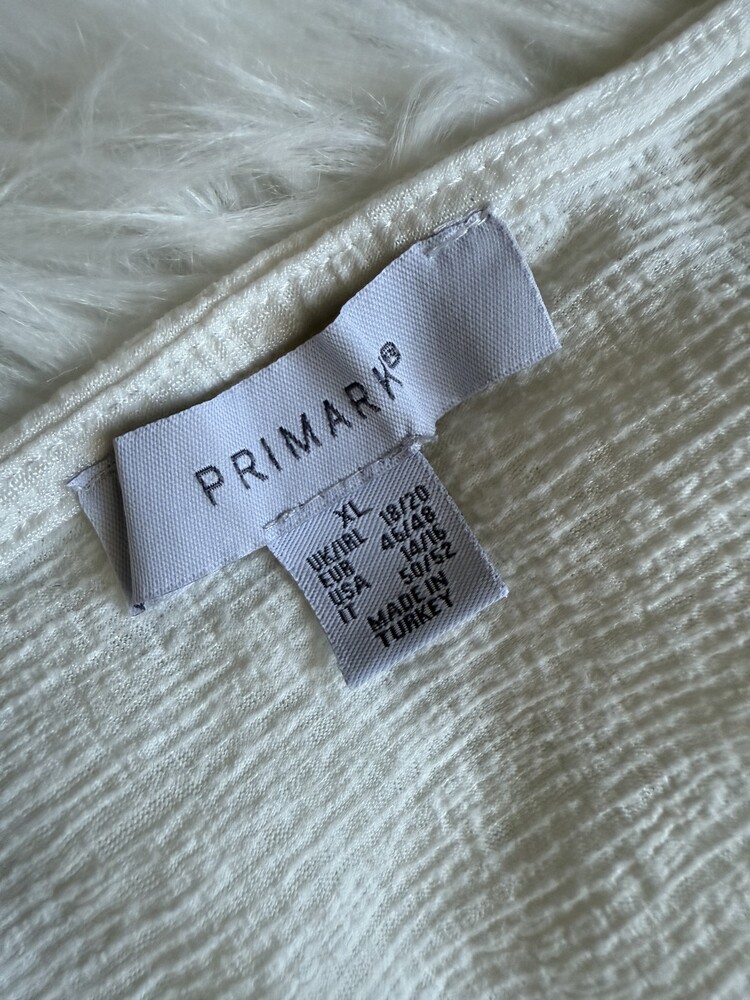 PRIMARK®
XL
UK/IRL 18/20
EUR 46/48
USA 14/16
IT 50/52
MADE IN
TURKEY